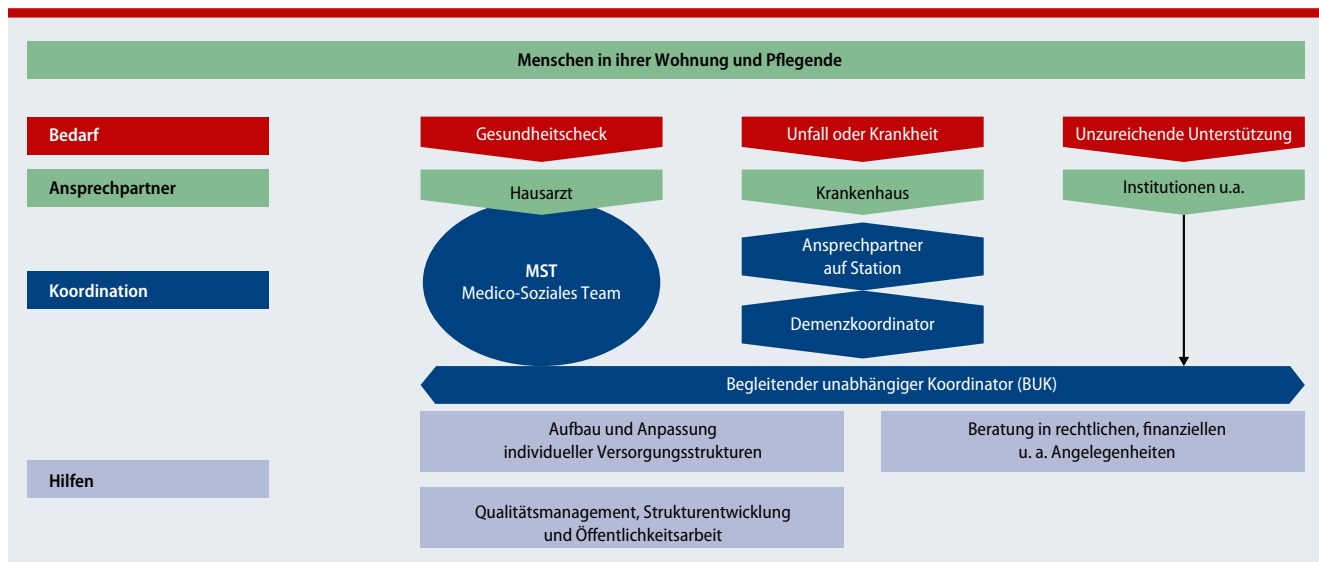 Menschen in ihrer Wohnung und Pflegende
Bedarf
Gesundheitscheck
Unfall oder Krankheit
Unzureichende Unterstützung
Ansprechpartner
Hausarzt
Krankenhaus
Institutionen u.a.
Koordination
MST
Medico-Soziales Team
Ansprechpartner
auf Station
Demenzkoordinator
Begleitender unabhängiger Koordinator (BUK)
Hilfen
Aufbau und Anpassung
individueller Versorgungsstrukturen
Beratung in rechtlichen, finanziellen
u. a. Angelegenheiten
Qualitätsmanagement, Strukturentwicklung
und Öffentlichkeitsarbeit